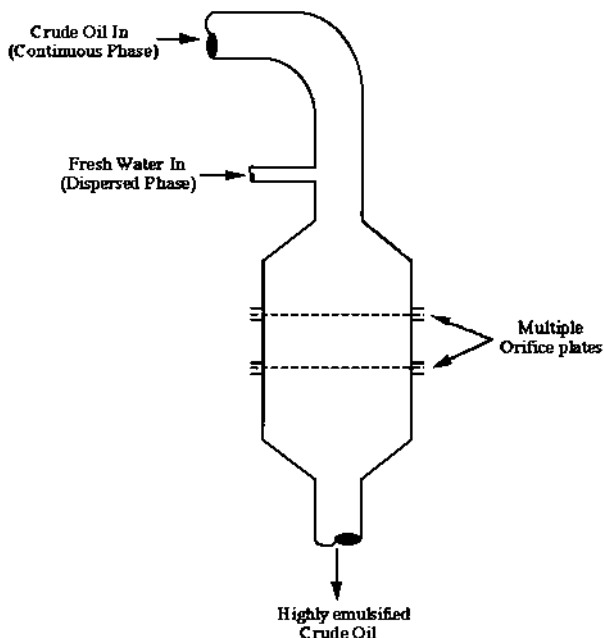 Crude Oil In
(Continuous Phase)
Fresh Water In
(Dispersed Phase)
Multiple
Orifice plates
Highly emulsified
Crude Oil